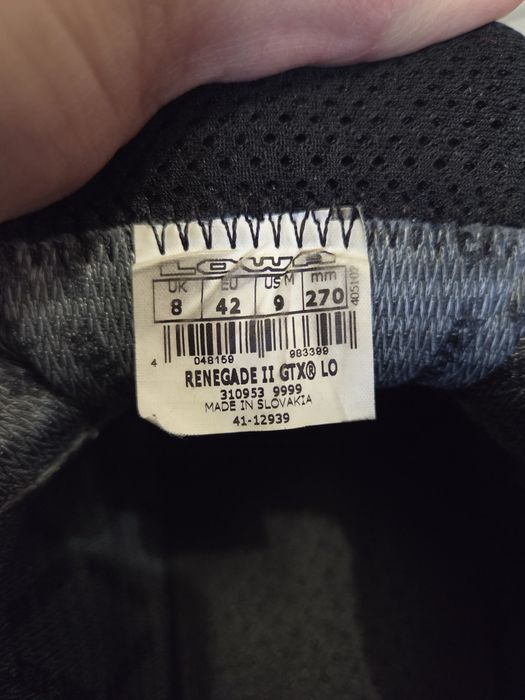 LOWA
UK EU US M mm
8 42 9 270
4 048159 983399
RENEGADE II GTX® LO
310953 9999
MADE IN SLOVAKIA
41-12939